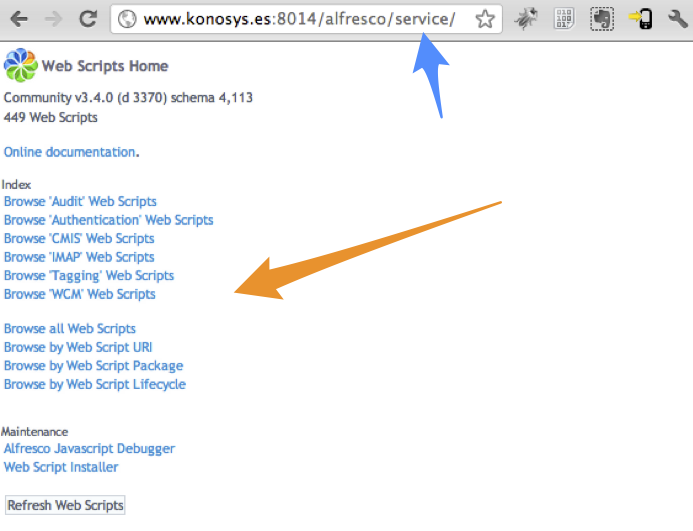 www.konosys.es:8014/alfresco/service/
Web Scripts Home
Community v3.4.0 (d 3370) schema 4,113
449 Web Scripts
Online documentation.
Index
Browse 'Audit' Web Scripts
Browse 'Authentication' Web Scripts
Browse 'CMIS' Web Scripts
Browse 'IMAP' Web Scripts
Browse 'Tagging' Web Scripts
Browse 'WCM' Web Scripts
Browse all Web Scripts
Browse by Web Script URI
Browse by Web Script Package
Browse by Web Script Lifecycle
Maintenance
Alfresco Javascript Debugger
Web Script Installer
Refresh Web Scripts